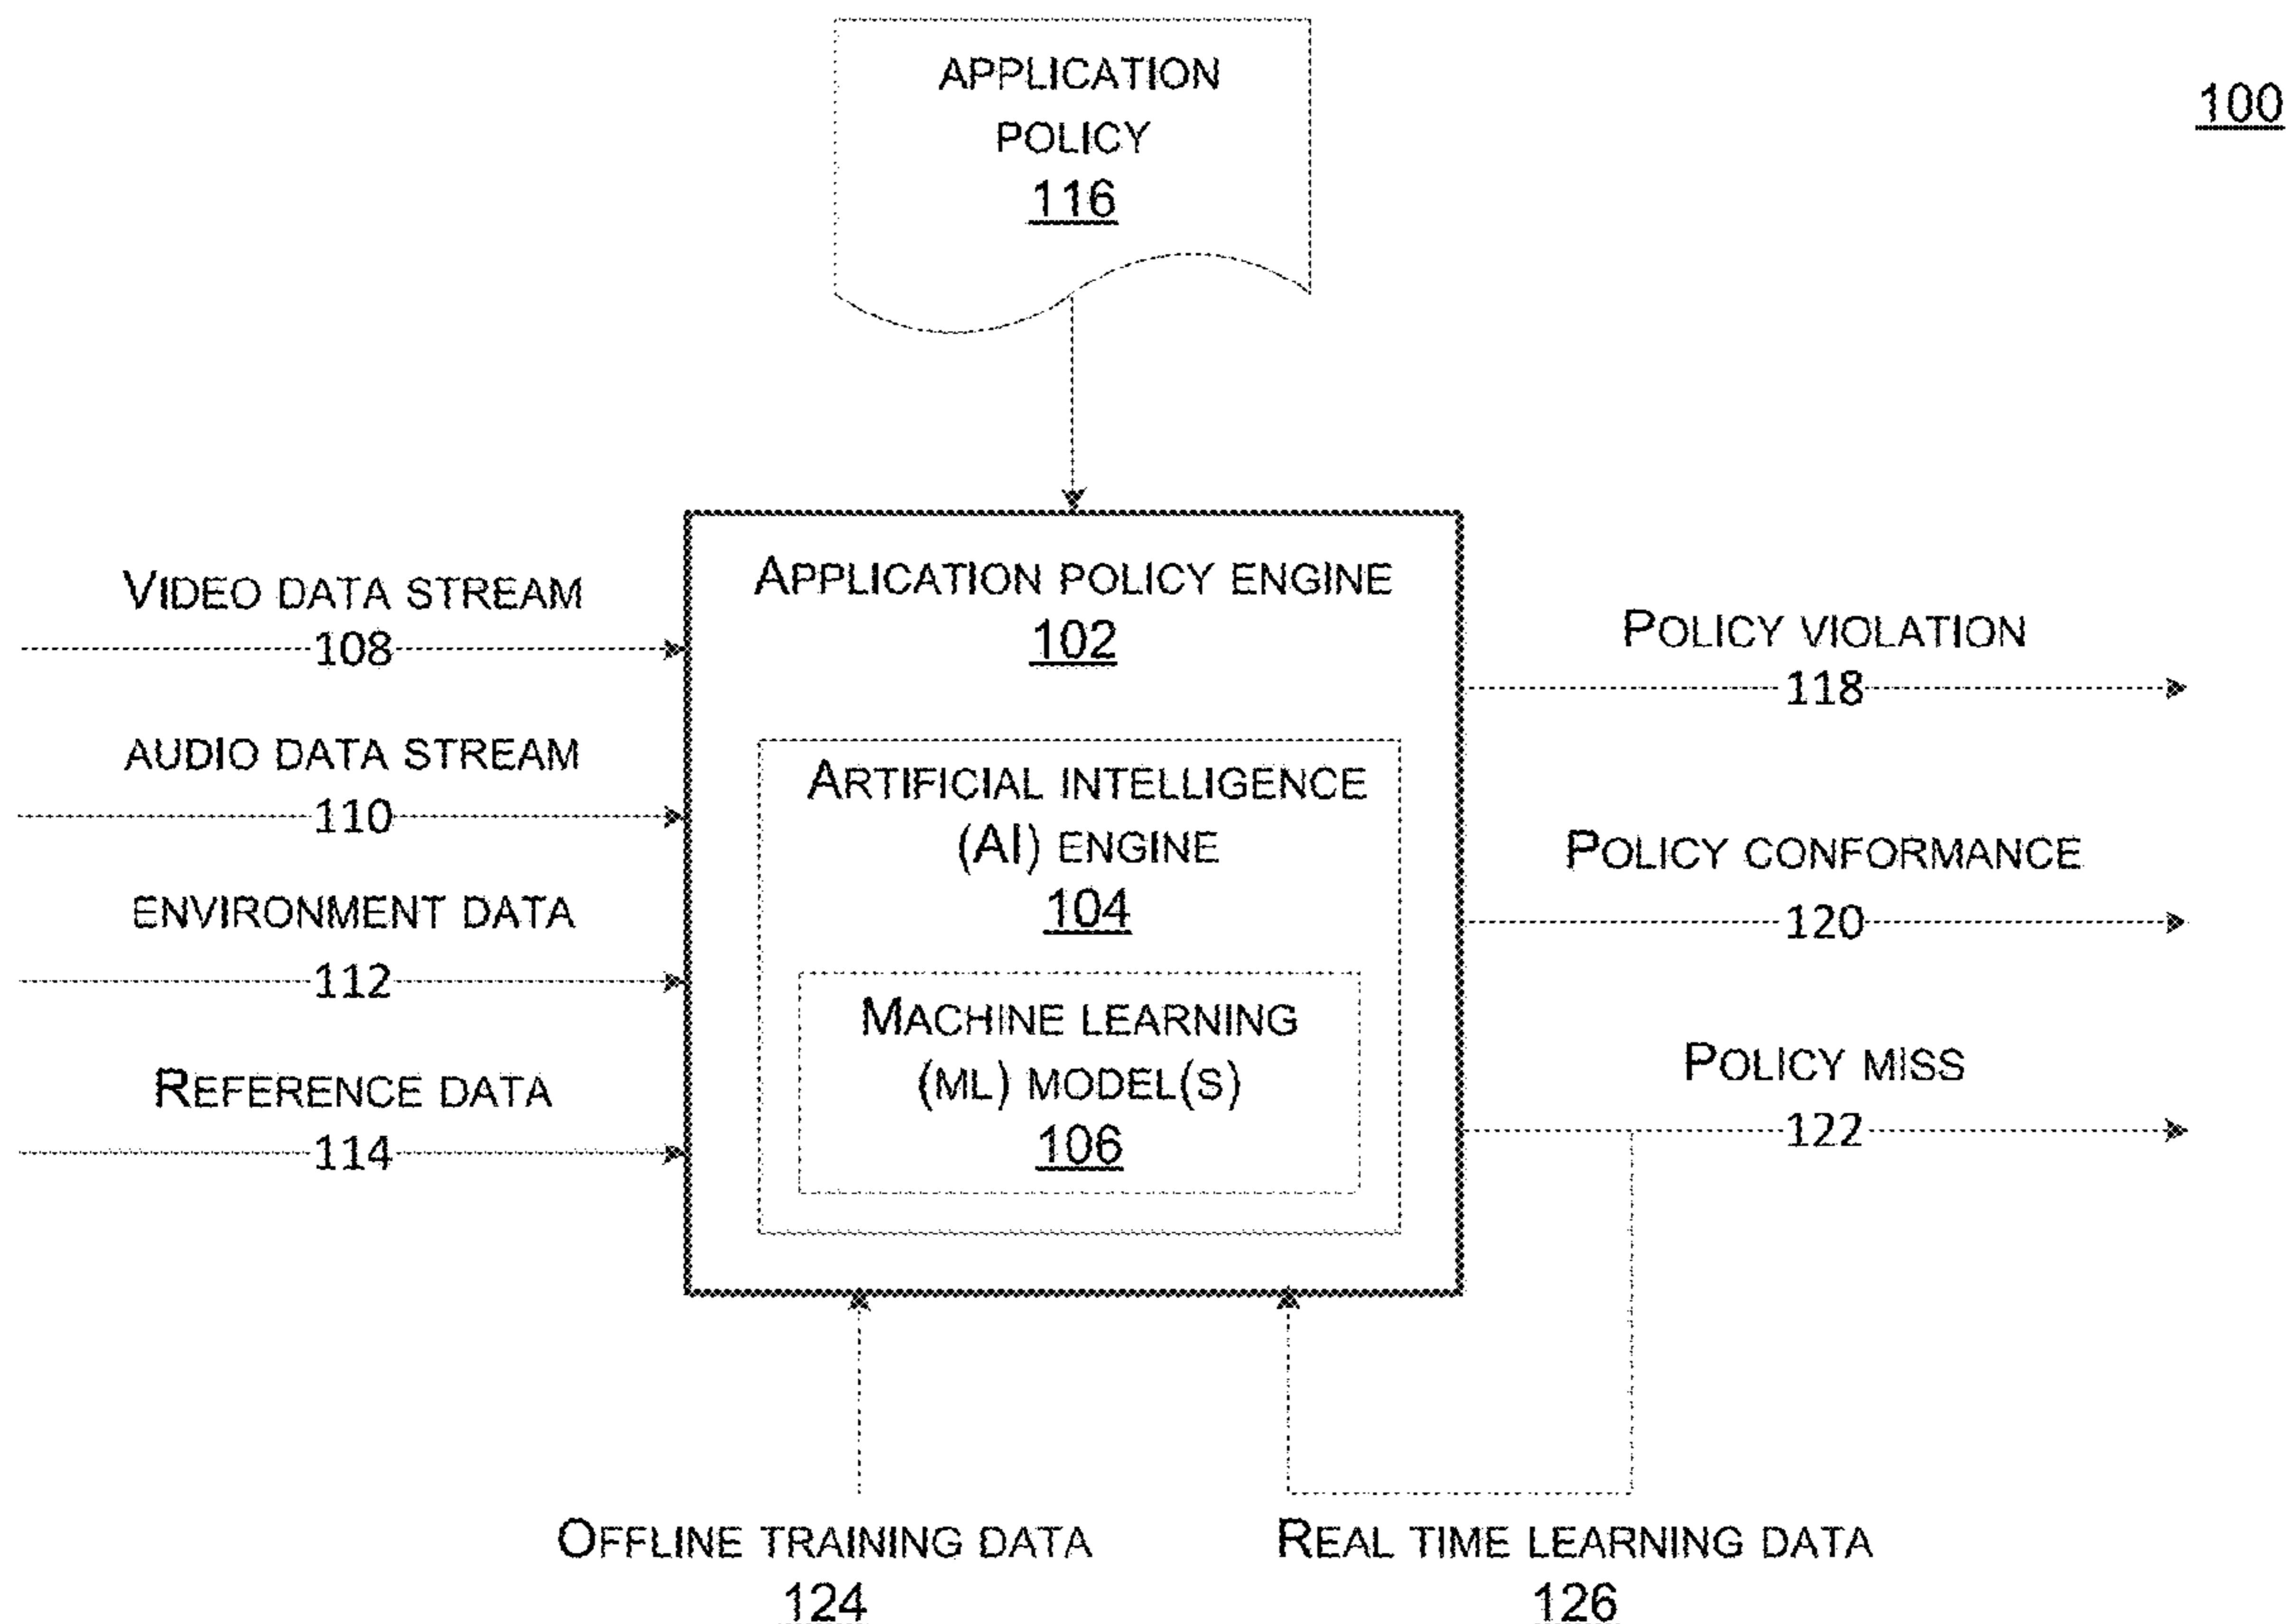 APPLICATION
POLICY
116
100
APPLICATION POLICY ENGINE
102
VIDEO DATA STREAM
108
AUDIO DATA STREAM
110
ENVIRONMENT DATA
112
REFERENCE DATA
114
ARTIFICIAL INTELLIGENCE
(AI) ENGINE
104
MACHINE LEARNING
(ML) MODEL(S)
106
POLICY VIOLATION
118
POLICY CONFORMANCE
120
POLICY MISS
122
OFFLINE TRAINING DATA
124
REAL TIME LEARNING DATA
126